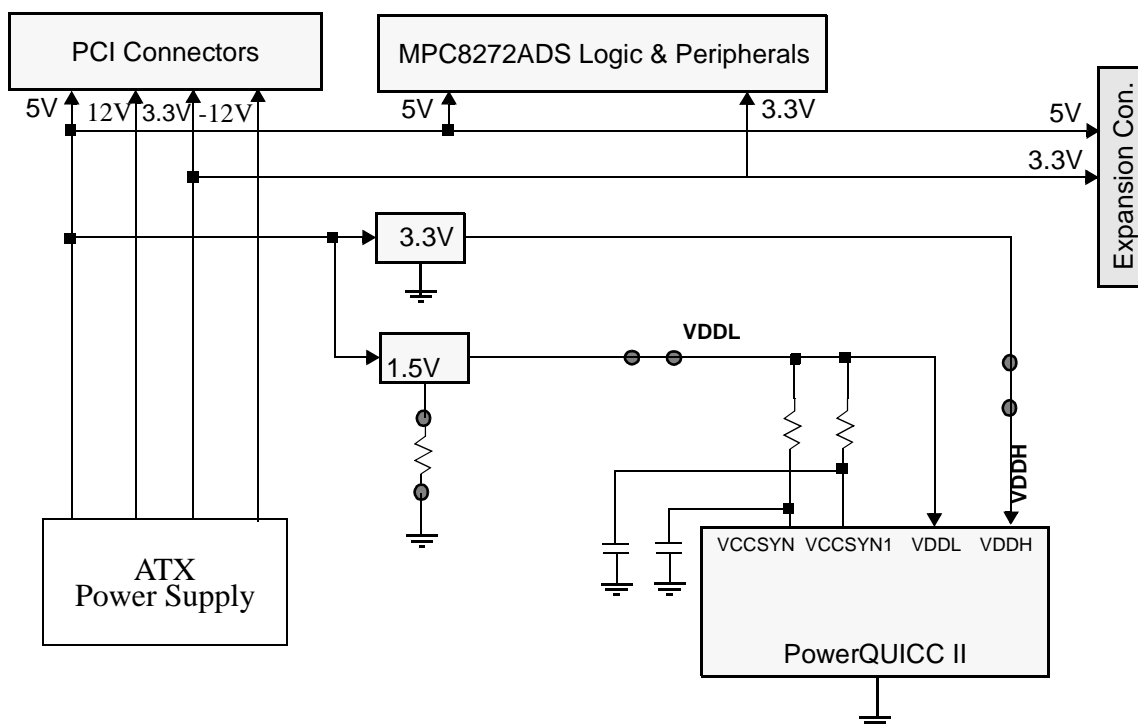 PCI Connectors
MPC8272ADS Logic & Peripherals
5V
12V
3.3V
-12V
5V
3.3V
5V
3.3V
Expansion Con.
3.3V
1.5V
VDDL
VDDH
ATX
Power Supply
VCCSYN
VCCSYN1
VDDL
VDDH
PowerQUICC II